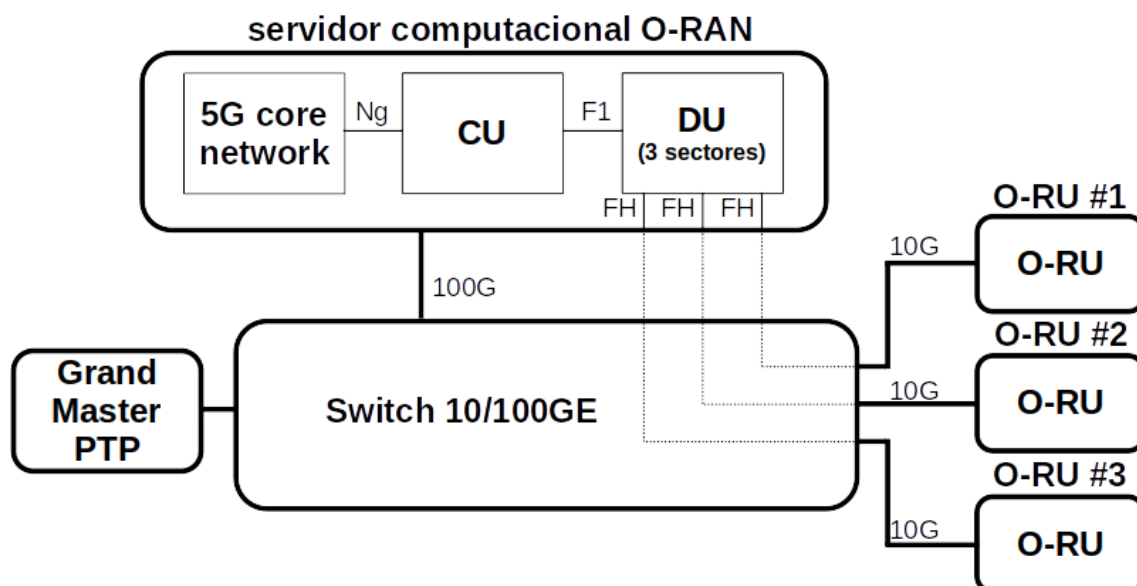 servidor computacional O-RAN
5G core
network
Ng
CU
F1
DU
(3 sectores)
FH
FH
FH
100G
Grand
Master
PTP
Switch 10/100GE
10G
O-RU #1
O-RU
10G
O-RU #2
O-RU
10G
O-RU #3
O-RU